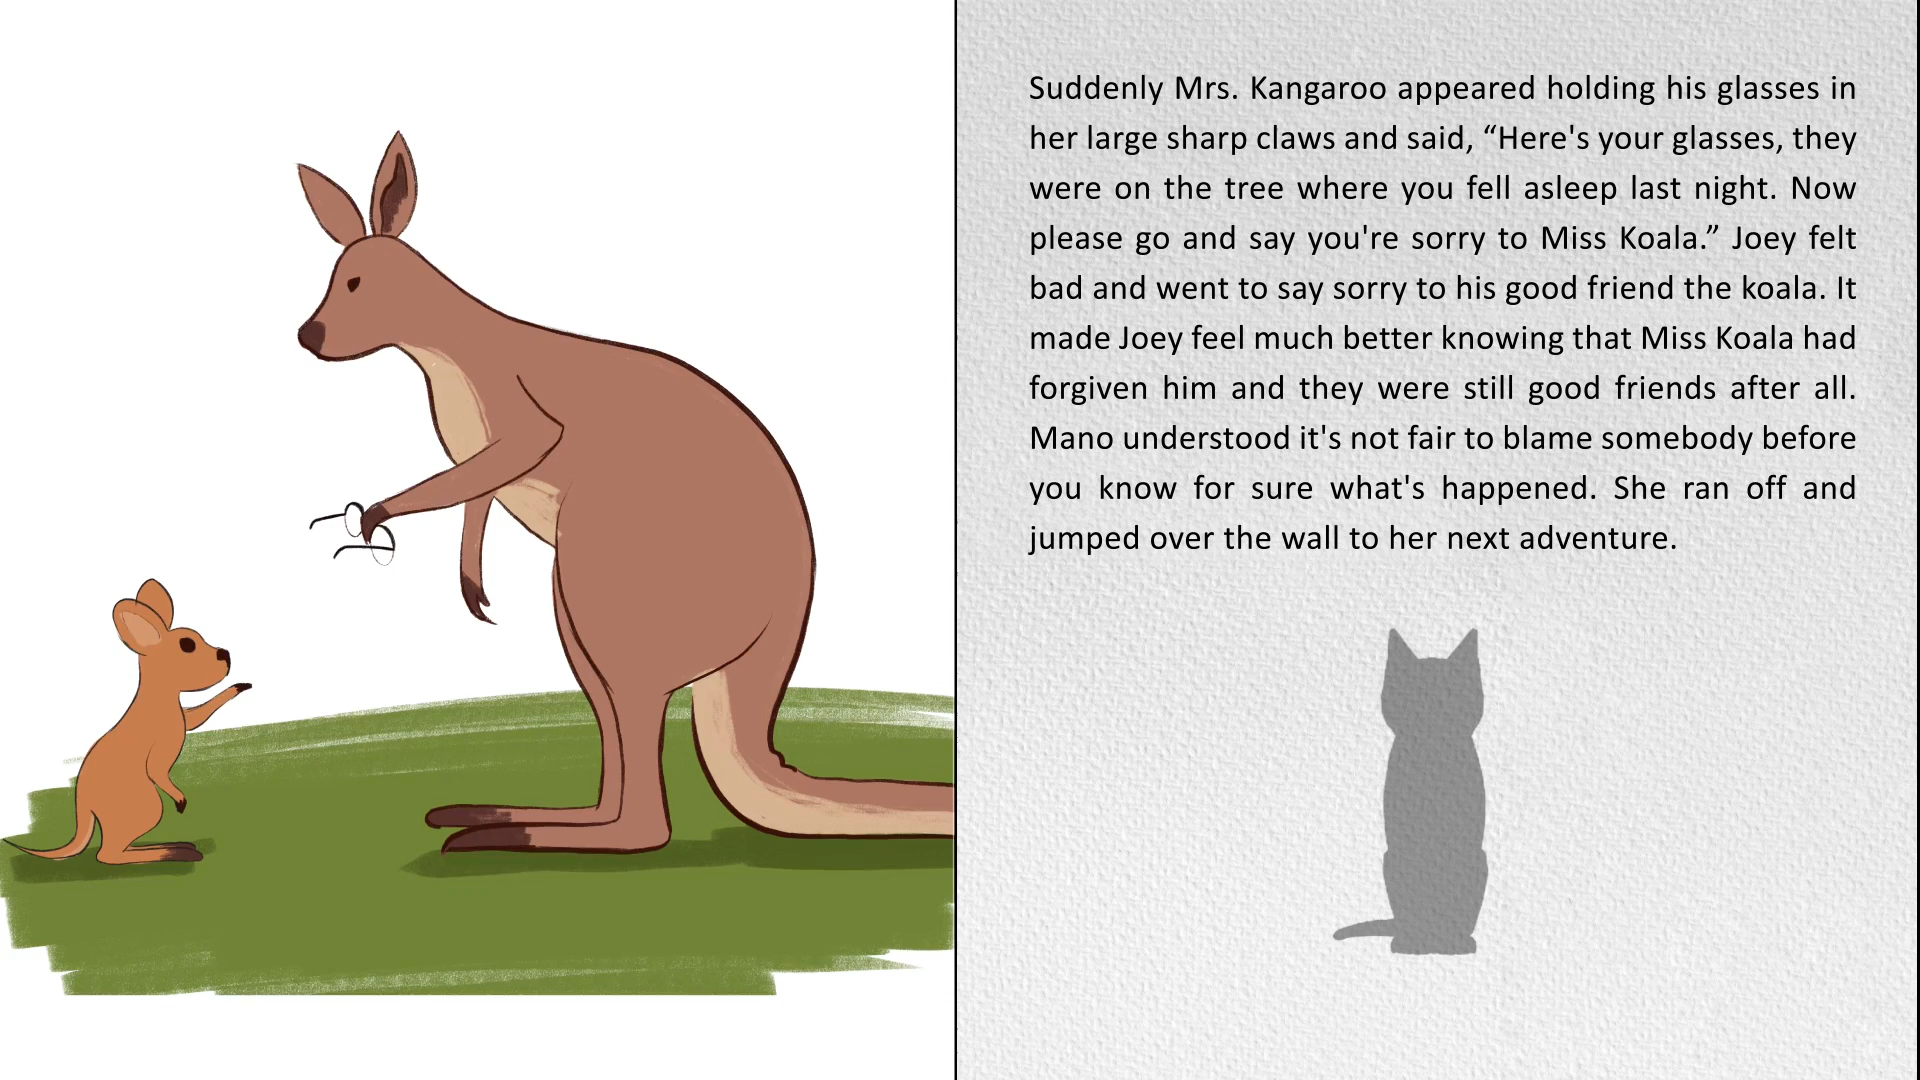 Suddenly Mrs. Kangaroo appeared holding his glasses in
her large sharp claws and said, “Here's your glasses, they
were on the tree where you fell asleep last night. Now
please go and say you're sorry to Miss Koala.” Joey felt
bad and went to say sorry to his good friend the koala. It
made Joey feel much better knowing that Miss Koala had
forgiven him and they were still good friends after all.
Mano understood it's not fair to blame somebody before
you know for sure what's happened. She ran off and
jumped over the wall to her next adventure.